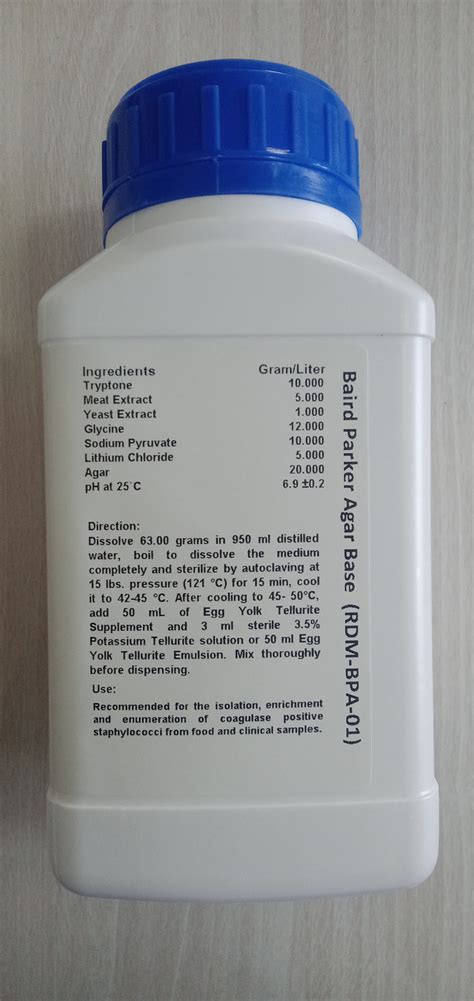 Ingredients Gram/Liter
Tryptone 10.000
Meat Extract 5.000
Yeast Extract 1.000
Glycine 12.000
Sodium Pyruvate 10.000
Lithium Chloride 5.000
Agar 20.000
pH at 25°C 6.9 ±0.2
Direction:
Dissolve 63.00 grams in 950 ml distilled
water, boil to dissolve the medium
completely and sterilize by autoclaving at
15 lbs. pressure (121 °C) for 15 min, cool
it to 42-45 °C. After cooling to 45- 50°C,
add 50 mL of Egg Yolk Tellurite
Supplement and 3 ml sterile 3.5%
Potassium Tellurite solution or 50 ml Egg
Yolk Tellurite Emulsion. Mix thoroughly
before dispensing.
Use:
Recommended for the isolation, enrichment
and enumeration of coagulase positive
staphylococci from food and clinical samples.
Baird Parker Agar Base (RDM-BPA-01)